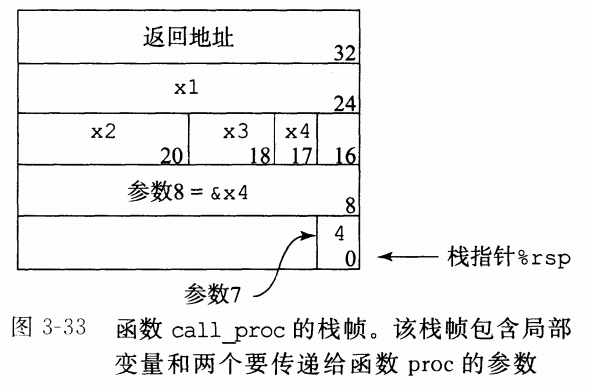 返回地址
32
x1
24
x2 x3 x4
20 18 17 16
参数8 = &x4
8
4
0 栈指针%rsp
参数7
图 3-33 函数 call_proc 的栈帧。该栈帧包含局部
变量和两个要传递给函数 proc 的参数